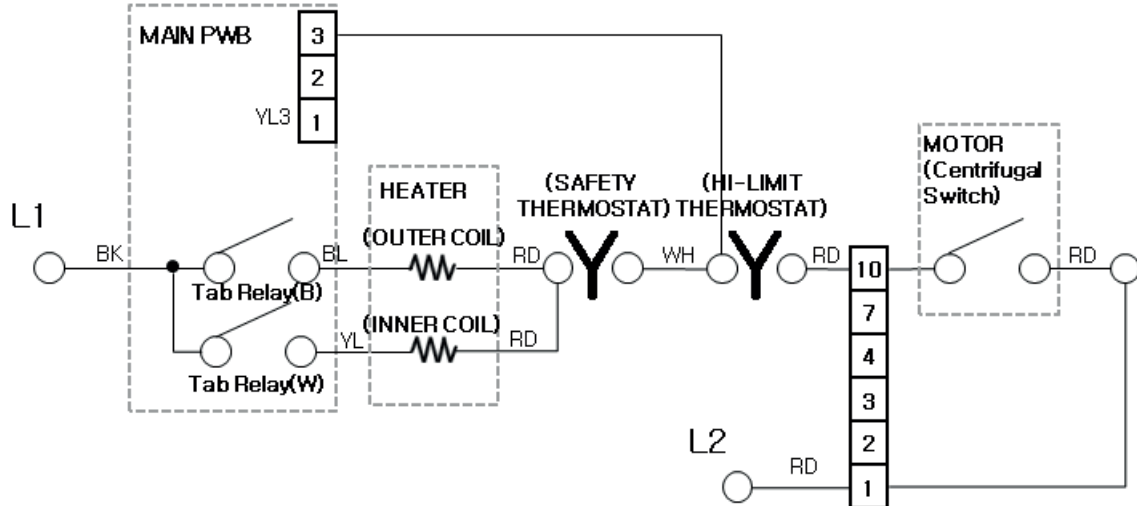 MAIN PWB
3
2
YL3
1
L1
BK
Tab Relay(B)
BL
Tab Relay(W)
YL
HEATER
(OUTER COIL)
RD
(INNER COIL)
RD
(SAFETY
THERMOSTAT)
WH
(HI-LIMIT
THERMOSTAT)
RD
10
7
4
3
2
1
MOTOR
(Centrifugal
Switch)
RD
L2
RD